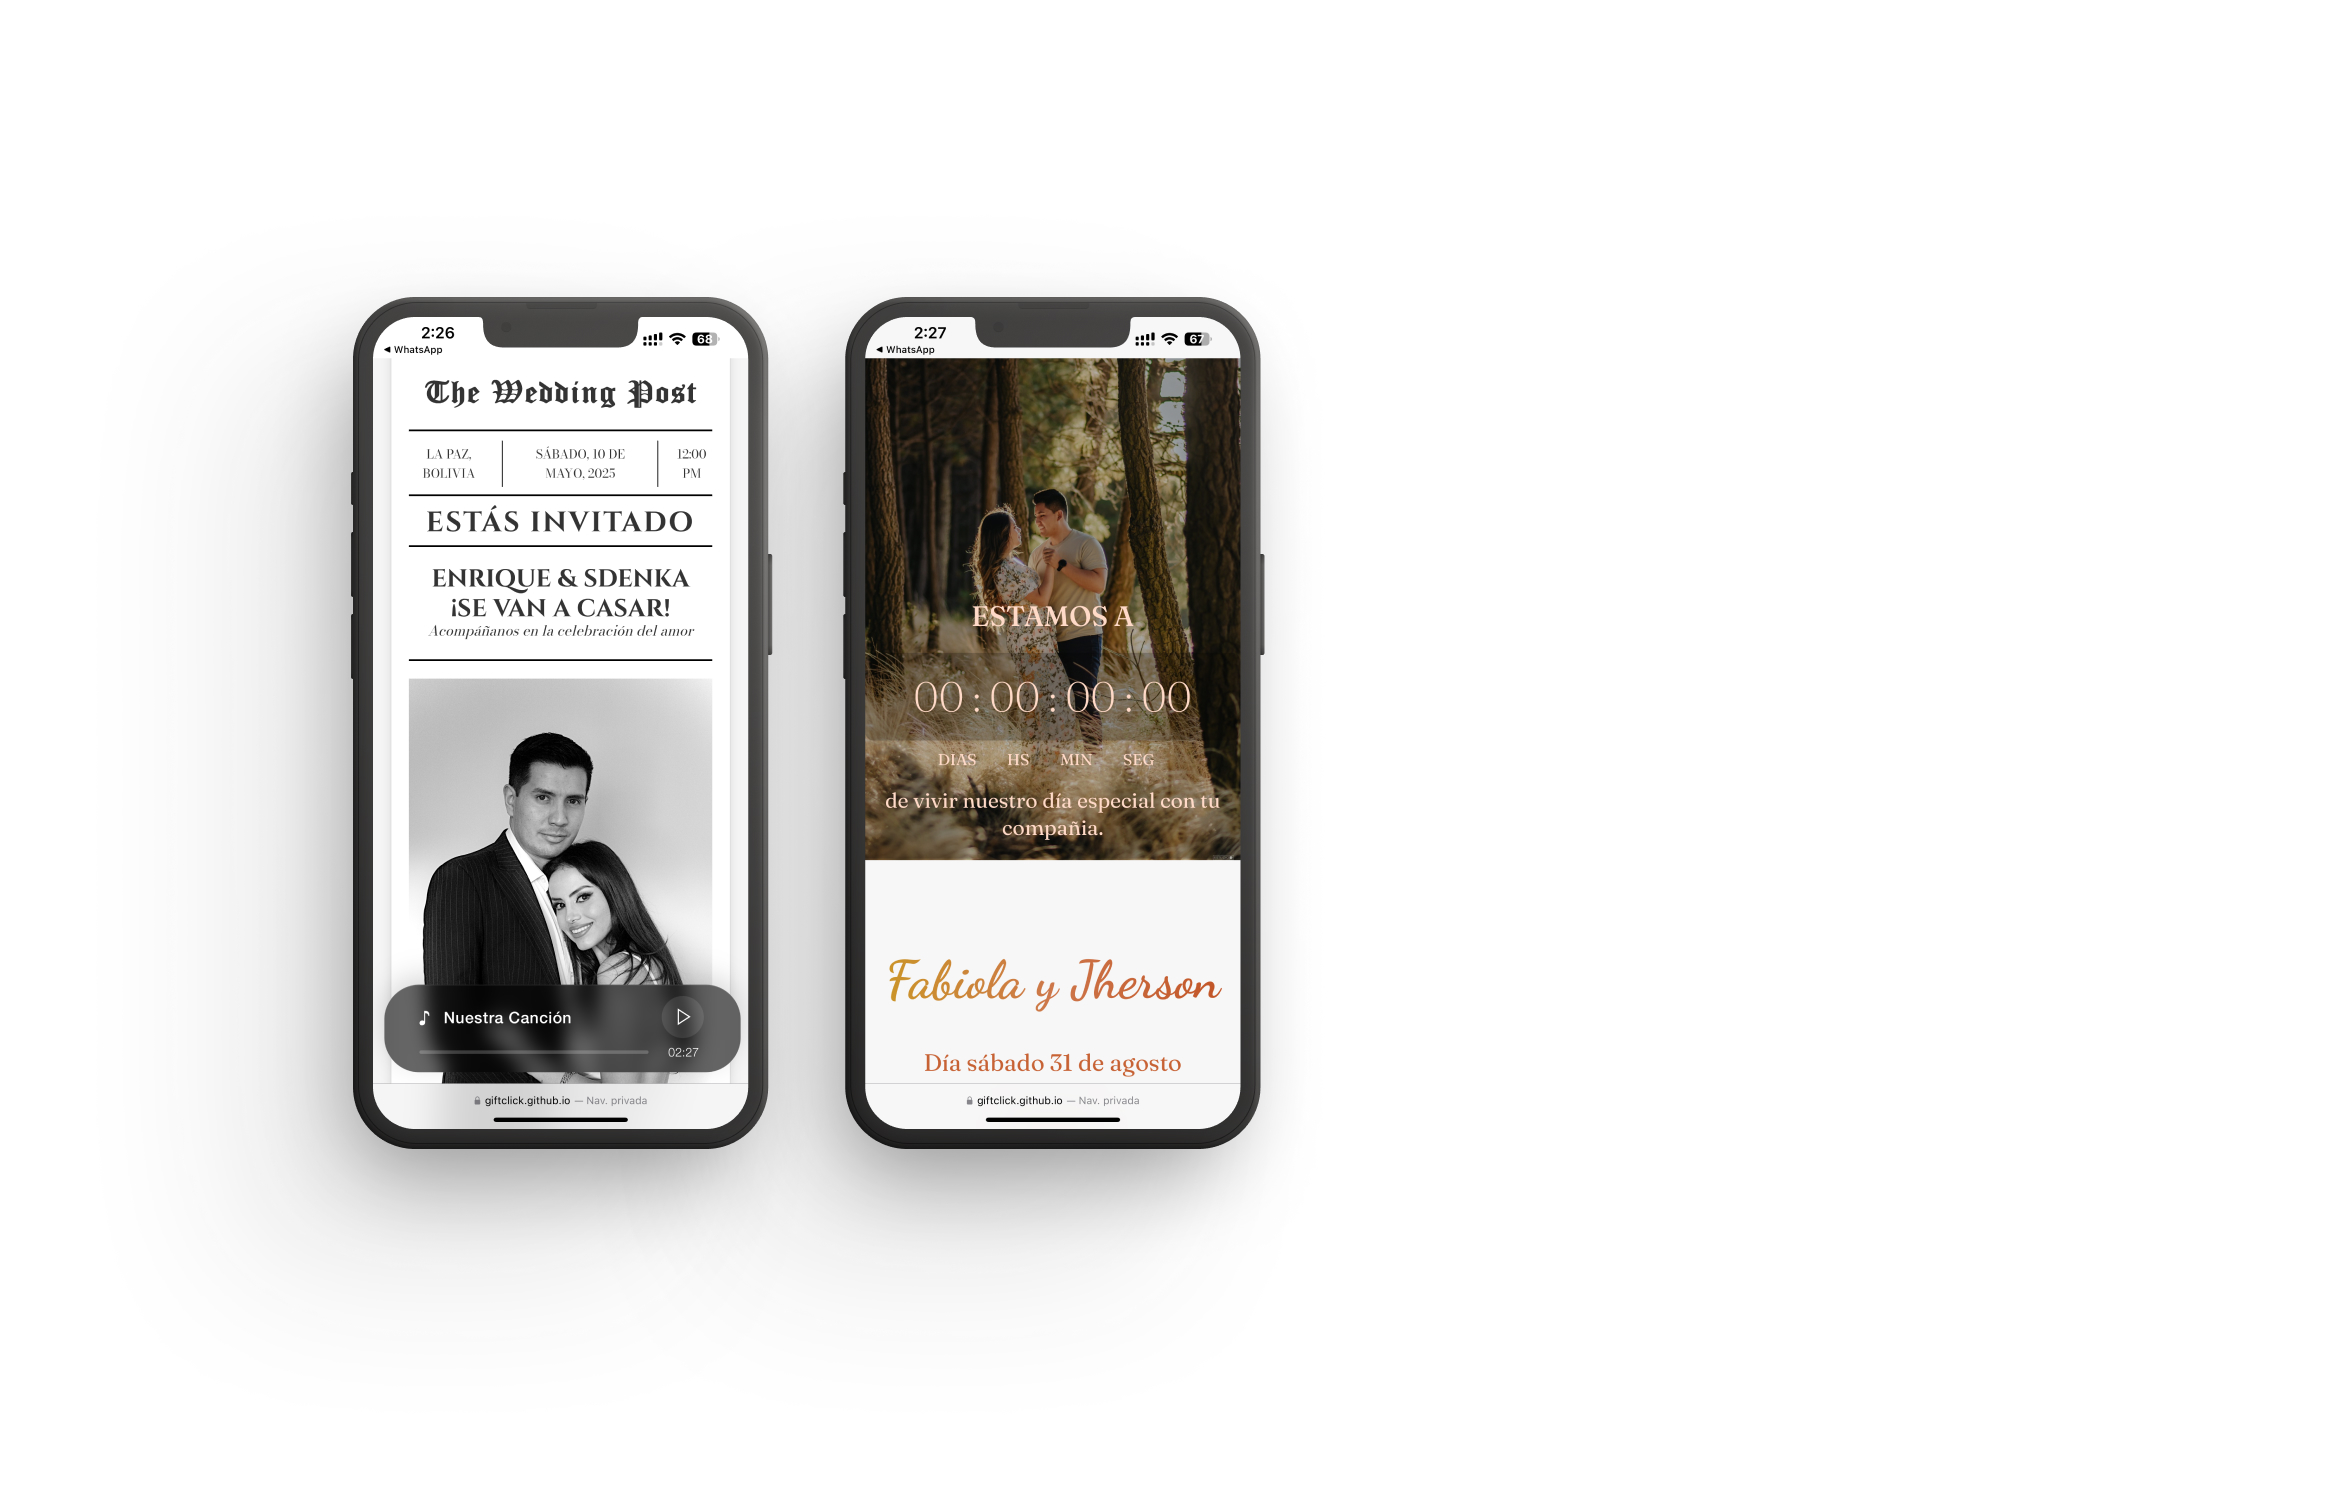 2:26
68
WhatsApp
The Wedding Post
LA PAZ,
BOLIVIA
SÁBADO, 10 DE
MAYO, 2025
12:00
PM
ESTÁS INVITADO
ENRIQUE & SDENKA
¡SE VAN A CASAR!
Acompáñanos en la celebración del amor
Nuestra Canción
02:27
giftclick.github.io — Nav. privada
2:27
67
WhatsApp
ESTAMOS A
00 : 00 : 00 : 00
DIAS HS MIN SEG
de vivir nuestro día especial con tu
compañia.
Fabiola y Jherson
Día sábado 31 de agosto
giftclick.github.io — Nav. privada